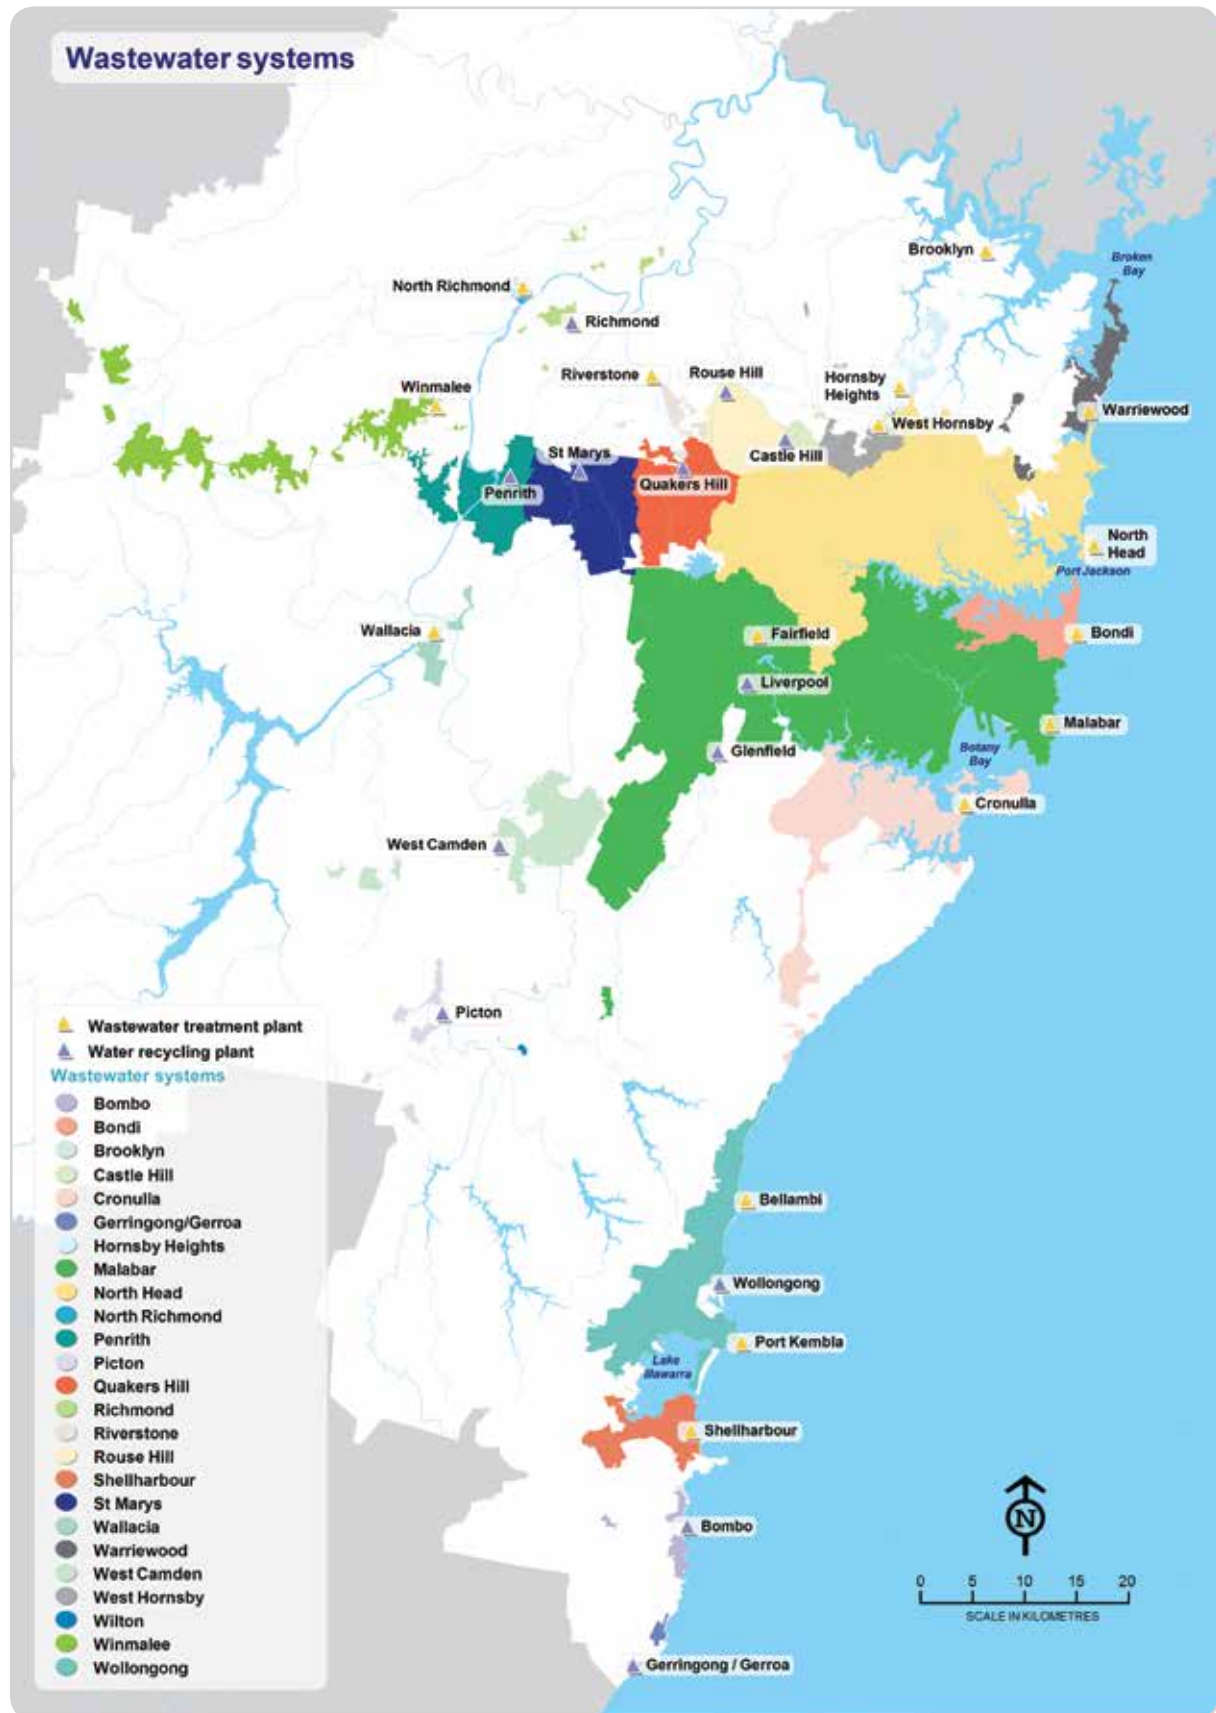 Wastewater systems
Brooklyn
Broken
Bay
North Richmond
Richmond
Riverstone
Rouse Hill
Hornsby
Heights
Winmalee
Warriewood
West Hornsby
St Marys
Castle Hill
Penrith
Quakers Hill
North
Head
Port Jackson
Wallacia
Fairfield
Bondi
Liverpool
Malabar
Glenfield
Botany
Bay
Cronulla
West Camden
Picton
Wastewater treatment plant
Water recycling plant
Wastewater systems
Bombo
Bondi
Brooklyn
Castle Hill
Cronulla
Gerringong/Gerroa
Hornsby Heights
Malabar
North Head
North Richmond
Penrith
Picton
Quakers Hill
Richmond
Riverstone
Rouse Hill
Shellharbour
St Marys
Wallacia
Warriewood
West Camden
West Hornsby
Wilton
Winmalee
Wollongong
Bellambi
Wollongong
Port Kembla
Lake
Illawarra
Shellharbour
Bombo
Gerringong / Gerroa
N
0 5 10 15 20
SCALE IN KILOMETRES